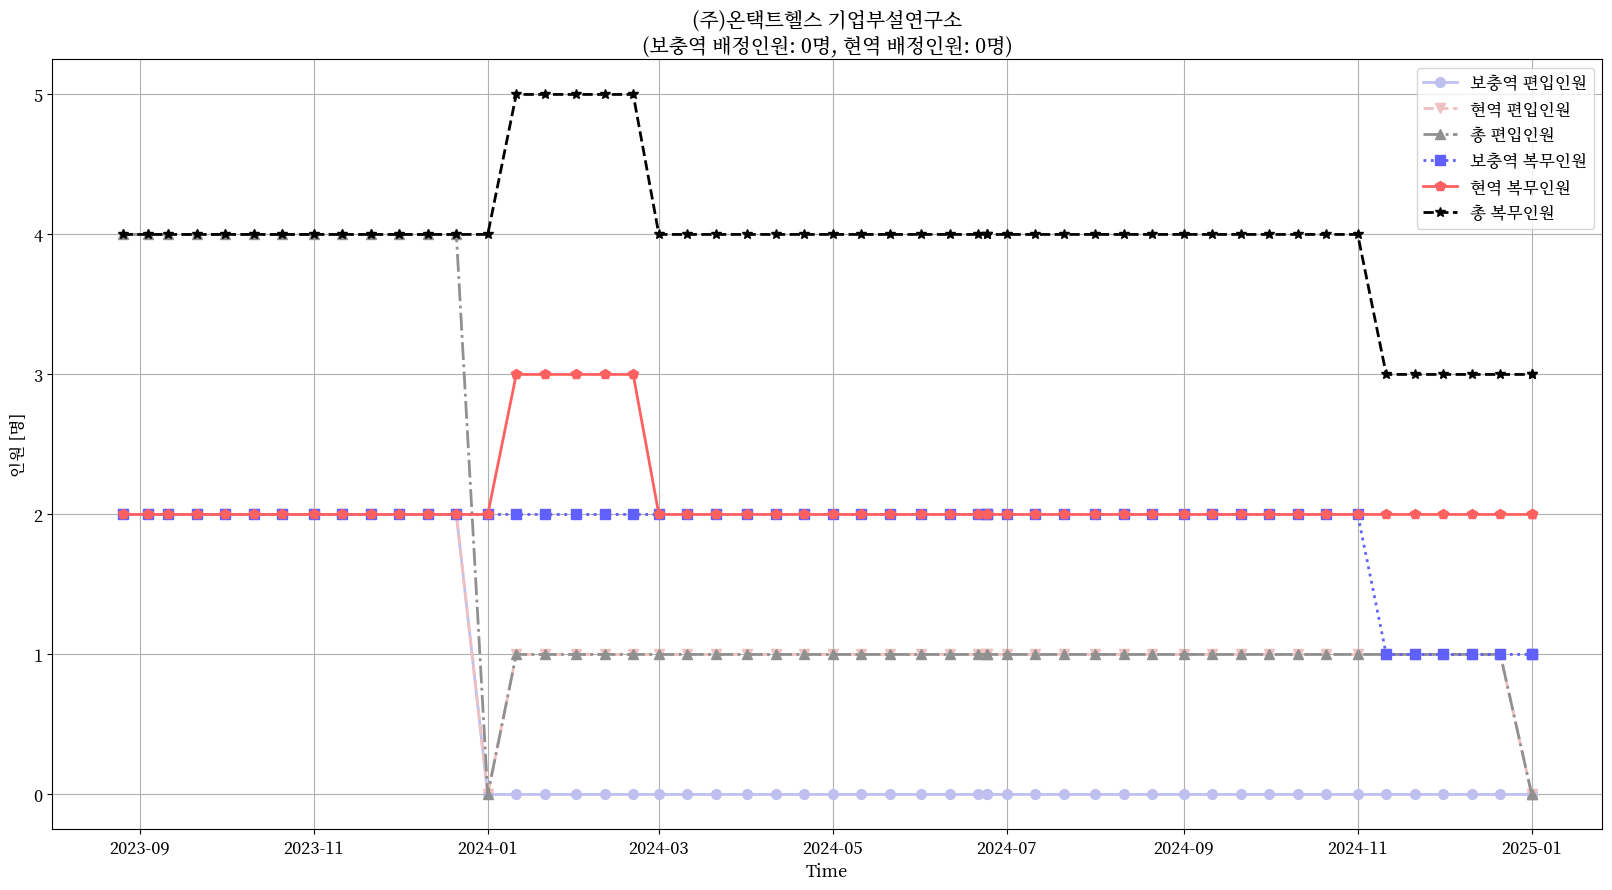 (주)온택트헬스 기업부설연구소
(보충역 배정인원: 0명, 현역 배정인원: 0명)
보충역 편입인원
현역 편입인원
총 편입인원
보충역 복무인원
현역 복무인원
총 복무인원
인원 [명]
5
4
3
2
1
0
2023-09 2023-11 2024-01 2024-03 2024-05 2024-07 2024-09 2024-11 2025-01
Time